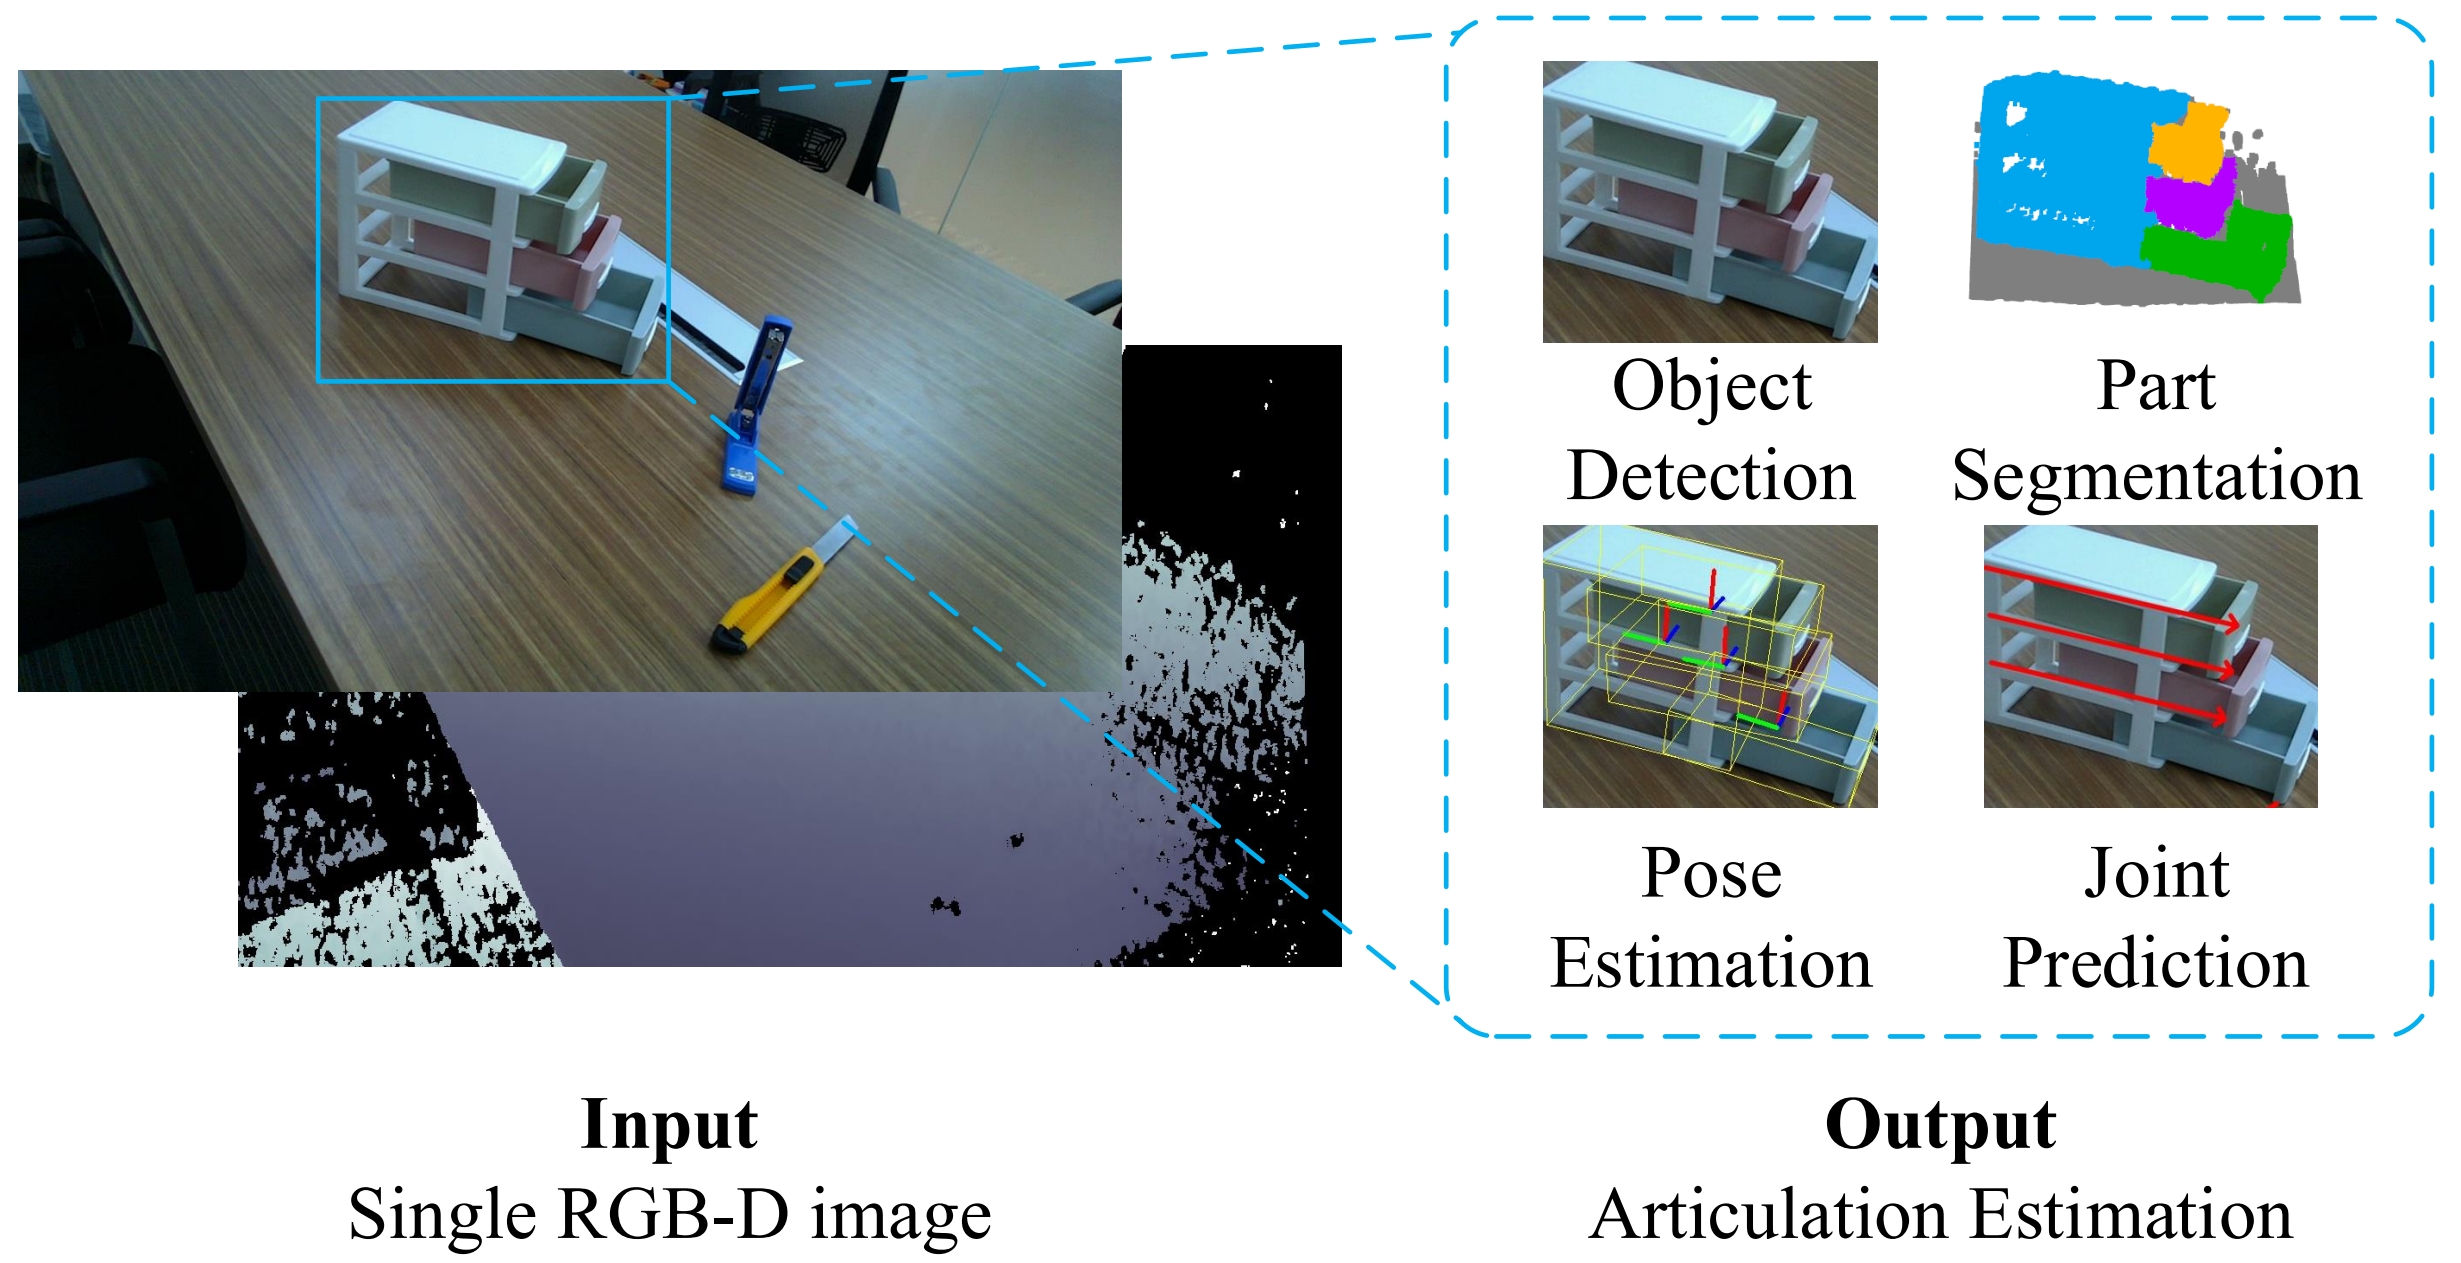 Object
Detection
Part
Segmentation
Pose
Estimation
Joint
Prediction
Input
Single RGB-D image
Output
Articulation Estimation